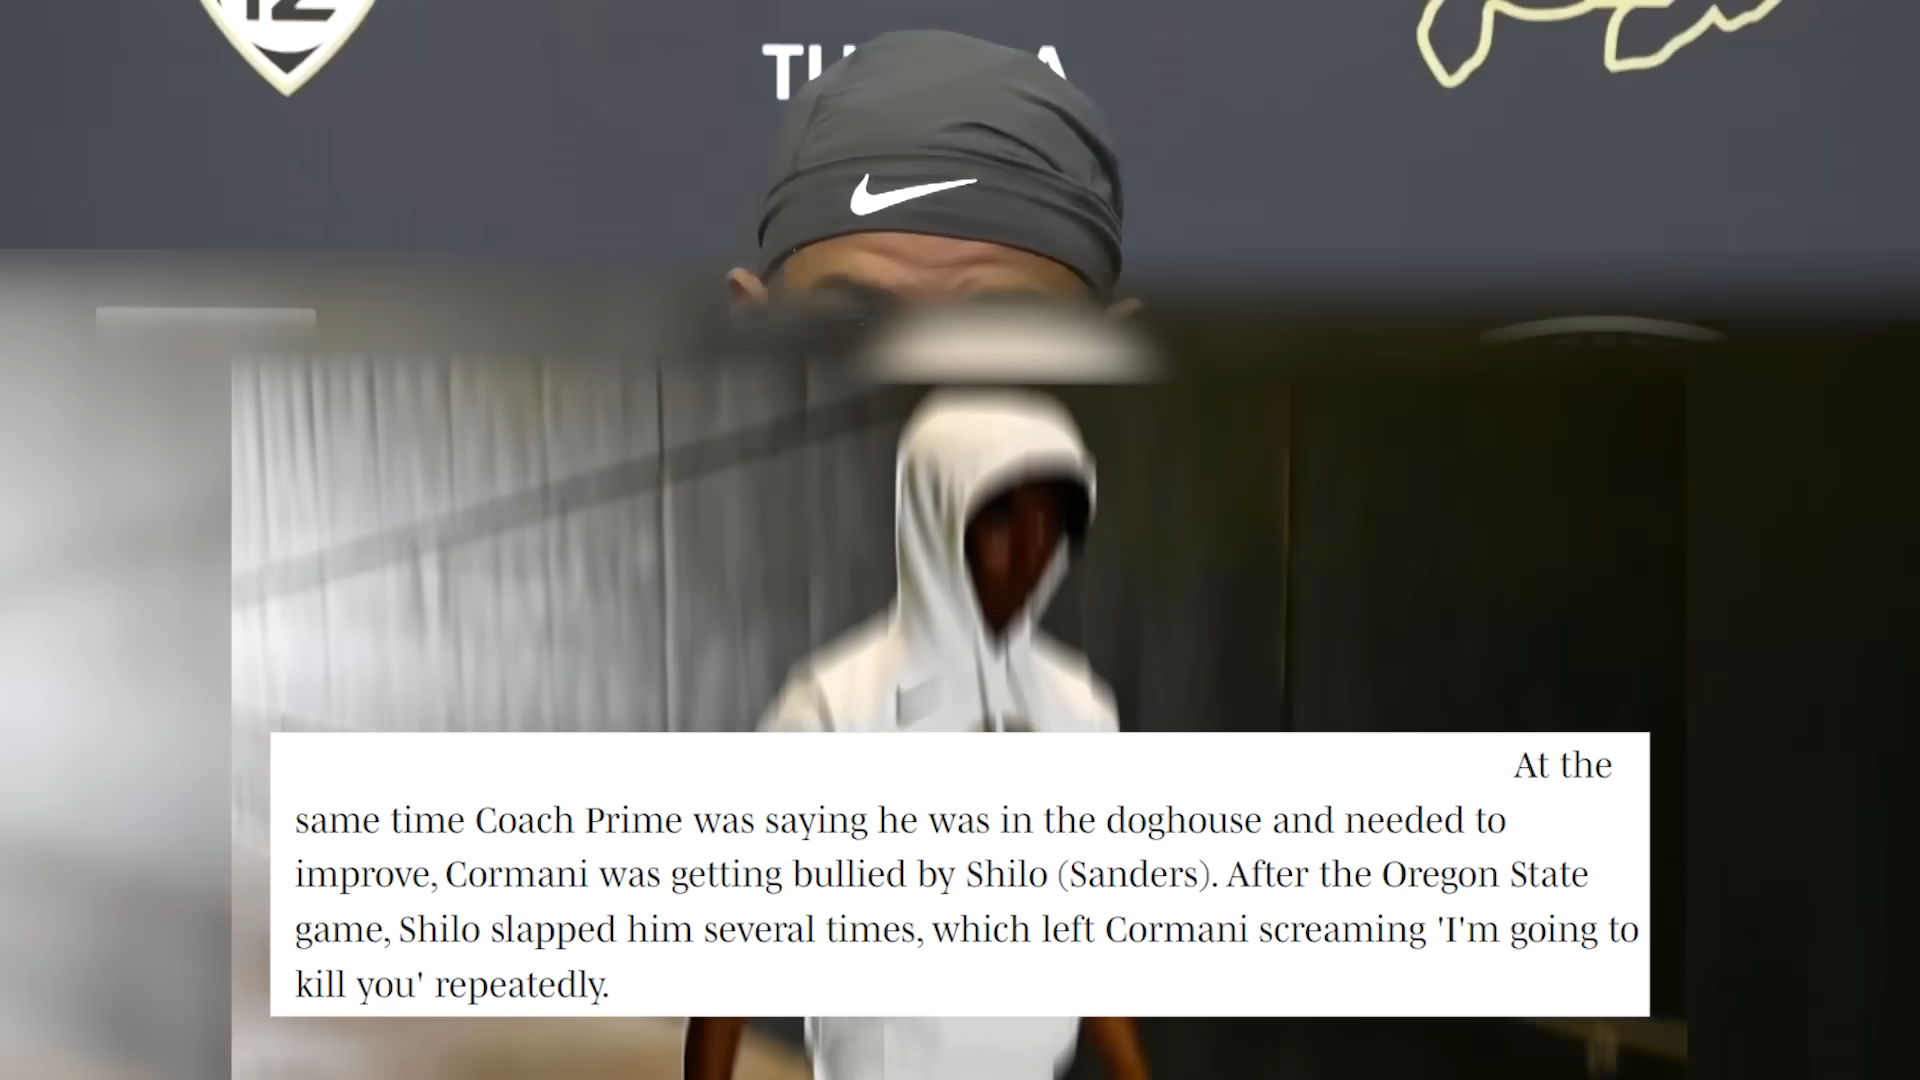 12
At the
same time Coach Prime was saying he was in the doghouse and needed to
improve, Cormani was getting bullied by Shilo (Sanders). After the Oregon State
game, Shilo slapped him several times, which left Cormani screaming 'I'm going to
kill you' repeatedly.